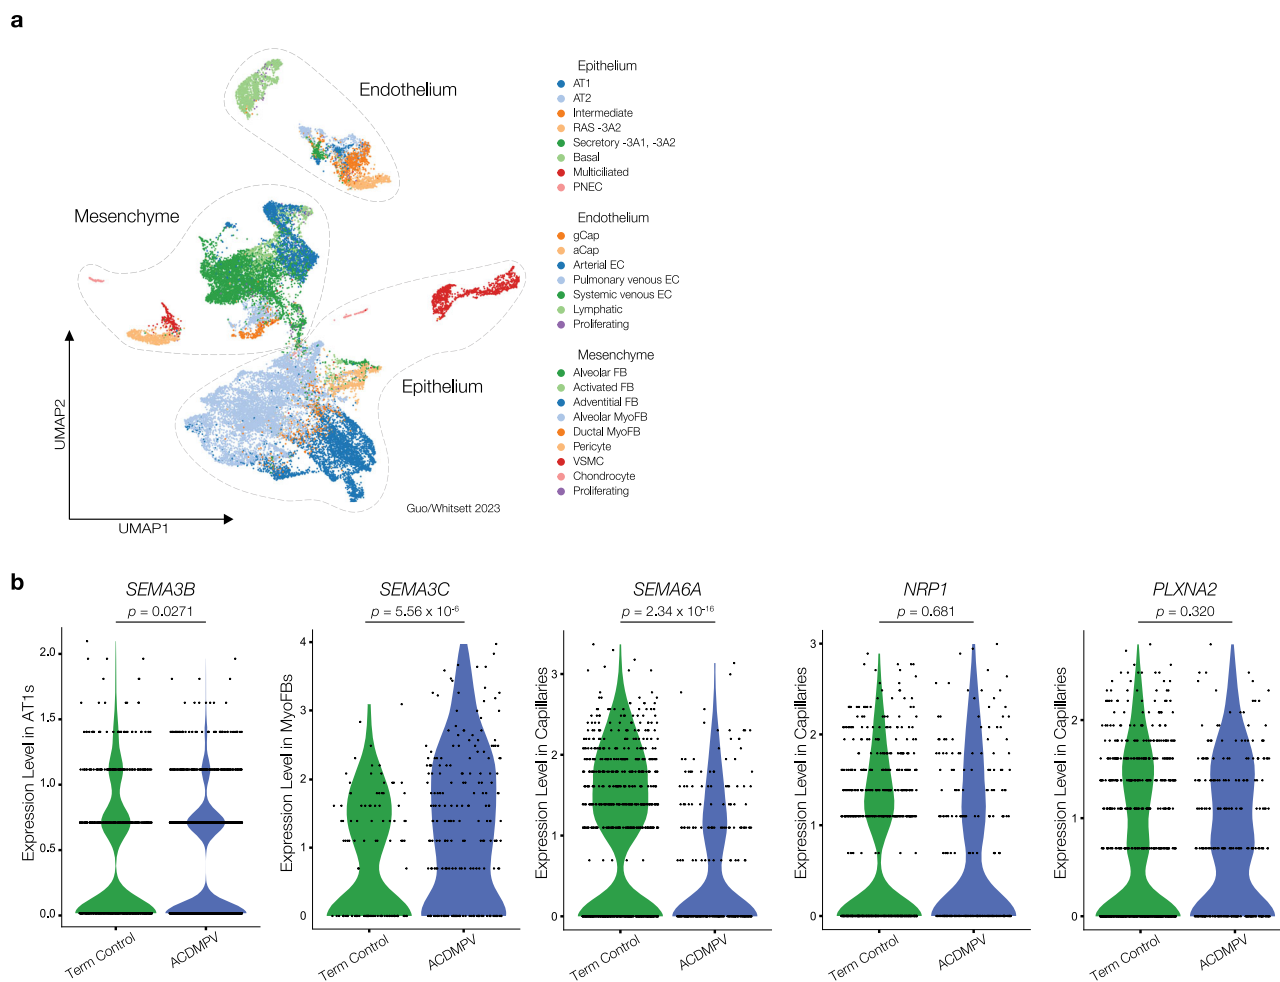 a
Endothelium
Mesenchyme
Epithelium
UMAP2
UMAP1
Guo/Whitsett 2023
Epithelium
AT1
AT2
Intermediate
RAS -3A2
Secretory -3A1, -3A2
Basal
Multiciliated
PNEC
Endothelium
gCap
aCap
Arterial EC
Pulmonary venous EC
Systemic venous EC
Lymphatic
Proliferating
Mesenchyme
Alveolar FB
Activated FB
Adventitial FB
Alveolar MyoFB
Ductal MyoFB
Pericyte
VSMC
Chondrocyte
Proliferating
b
SEMA3B
p = 0.0271
Expression Level in AT1s
2.0
1.5
1.0
0.5
0.0
Term Control
ACDMPV
SEMA3C
p = 5.56 x 10-6
Expression Level in MyoFBs
4
3
2
1
0
Term Control
ACDMPV
SEMA6A
p = 2.34 x 10-16
Expression Level in Capillaries
3
2
1
0
Term Control
ACDMPV
NRP1
p = 0.681
Expression Level in Capillaries
3
2
1
0
Term Control
ACDMPV
PLXNA2
p = 0.320
Expression Level in Capillaries
2
1
0
Term Control
ACDMPV